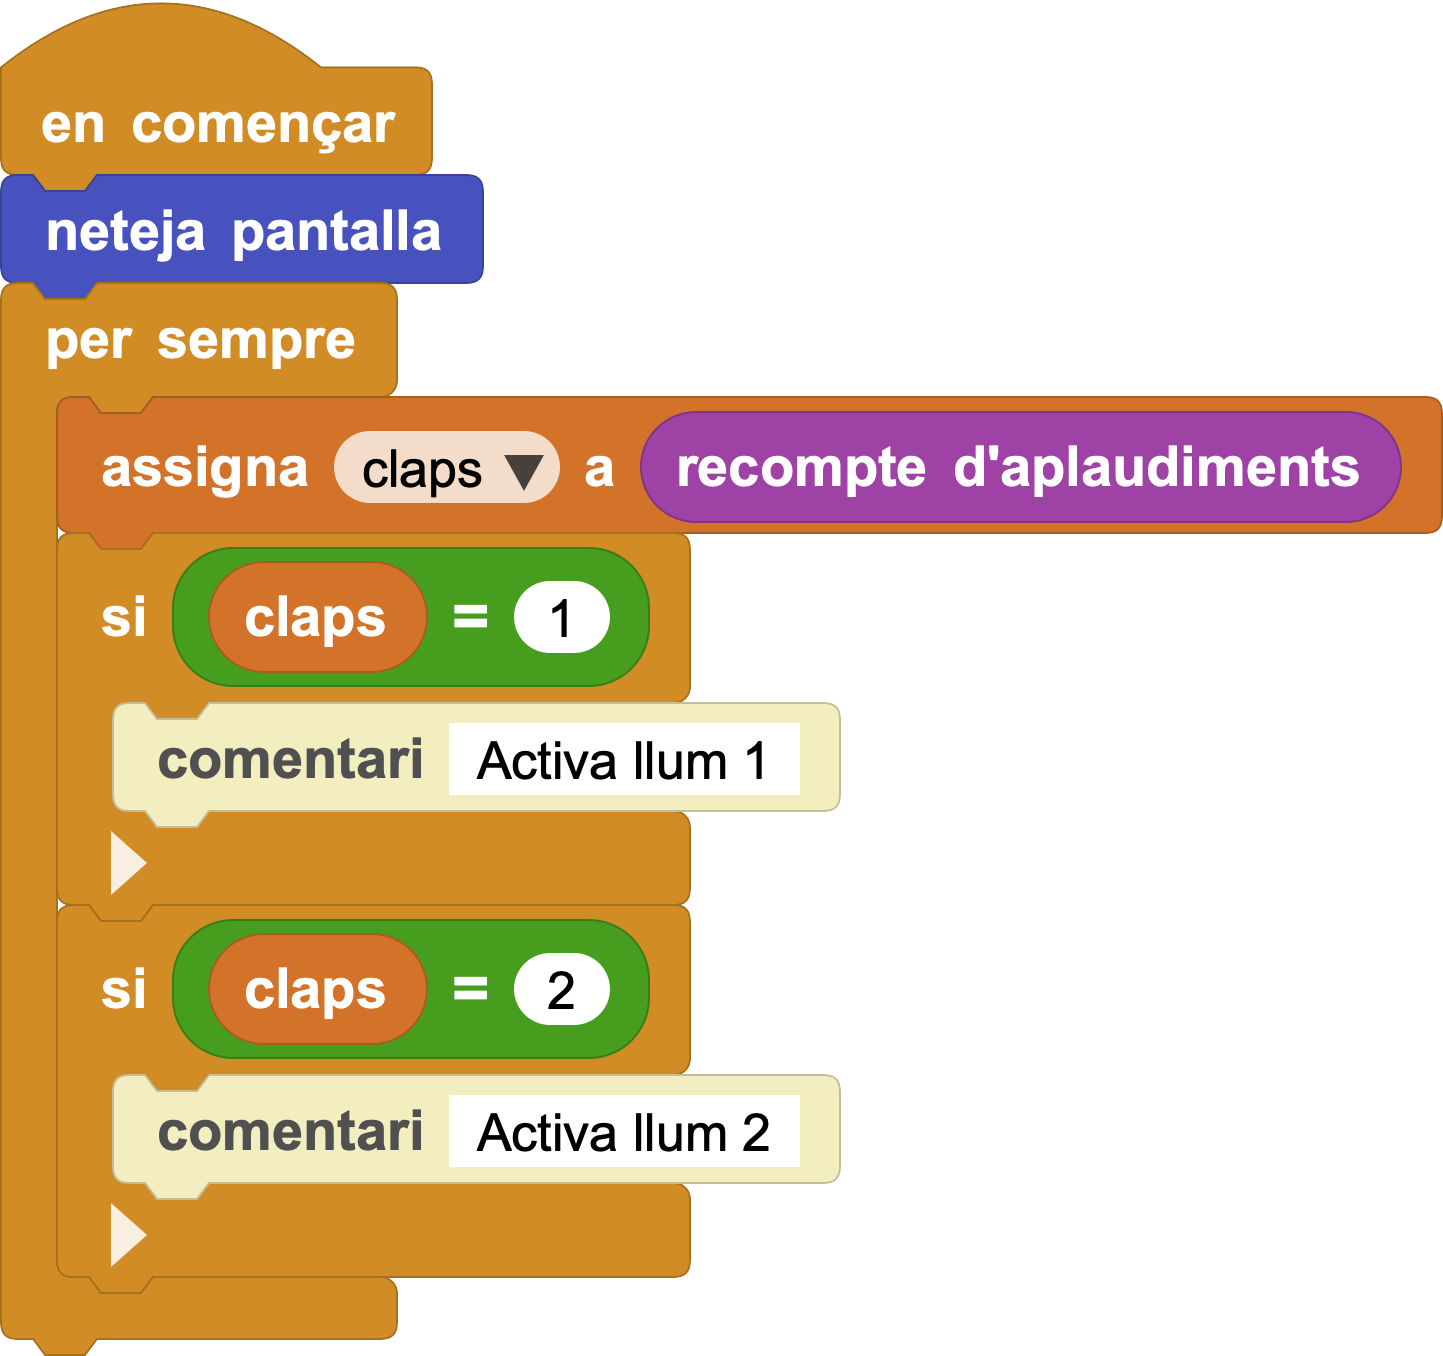 en començar
neteja pantalla
per sempre
assigna claps a recompte d'aplaudiments
si claps = 1
comentari Activa llum 1
si claps = 2
comentari Activa llum 2